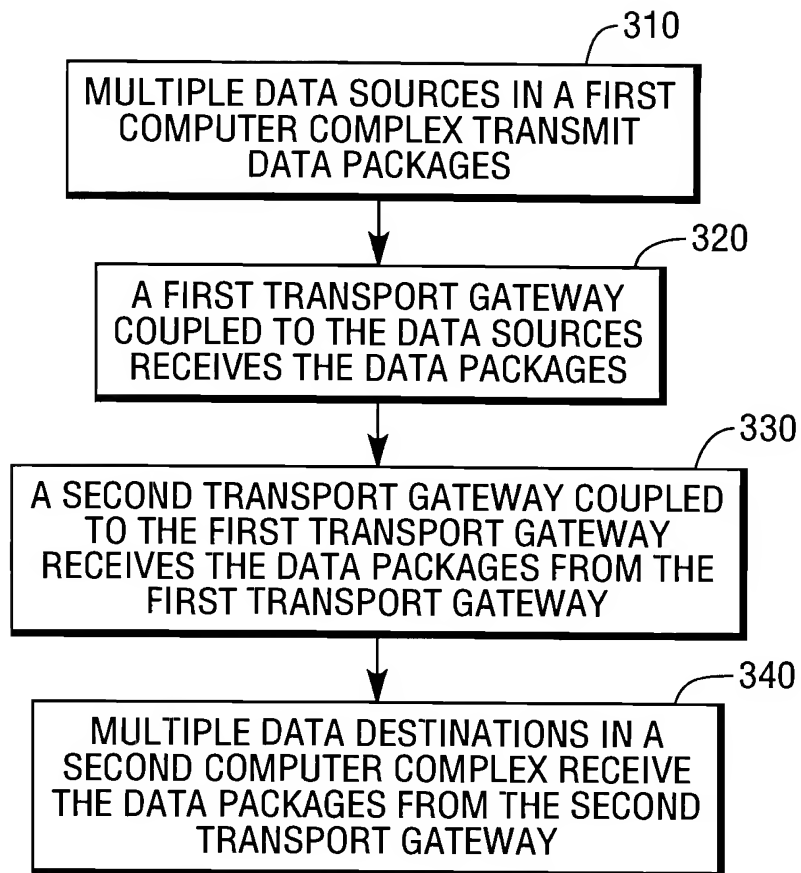 310
MULTIPLE DATA SOURCES IN A FIRST
COMPUTER COMPLEX TRANSMIT
DATA PACKAGES
320
A FIRST TRANSPORT GATEWAY
COUPLED TO THE DATA SOURCES
RECEIVES THE DATA PACKAGES
330
A SECOND TRANSPORT GATEWAY COUPLED
TO THE FIRST TRANSPORT GATEWAY
RECEIVES THE DATA PACKAGES FROM THE
FIRST TRANSPORT GATEWAY
340
MULTIPLE DATA DESTINATIONS IN A
SECOND COMPUTER COMPLEX RECEIVE
THE DATA PACKAGES FROM THE SECOND
TRANSPORT GATEWAY